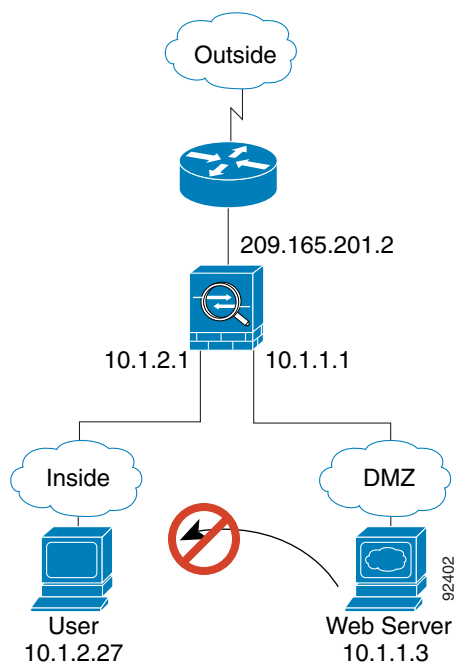 Outside
209.165.201.2
10.1.2.1
10.1.1.1
Inside
DMZ
User
10.1.2.27
Web Server
10.1.1.3
92402